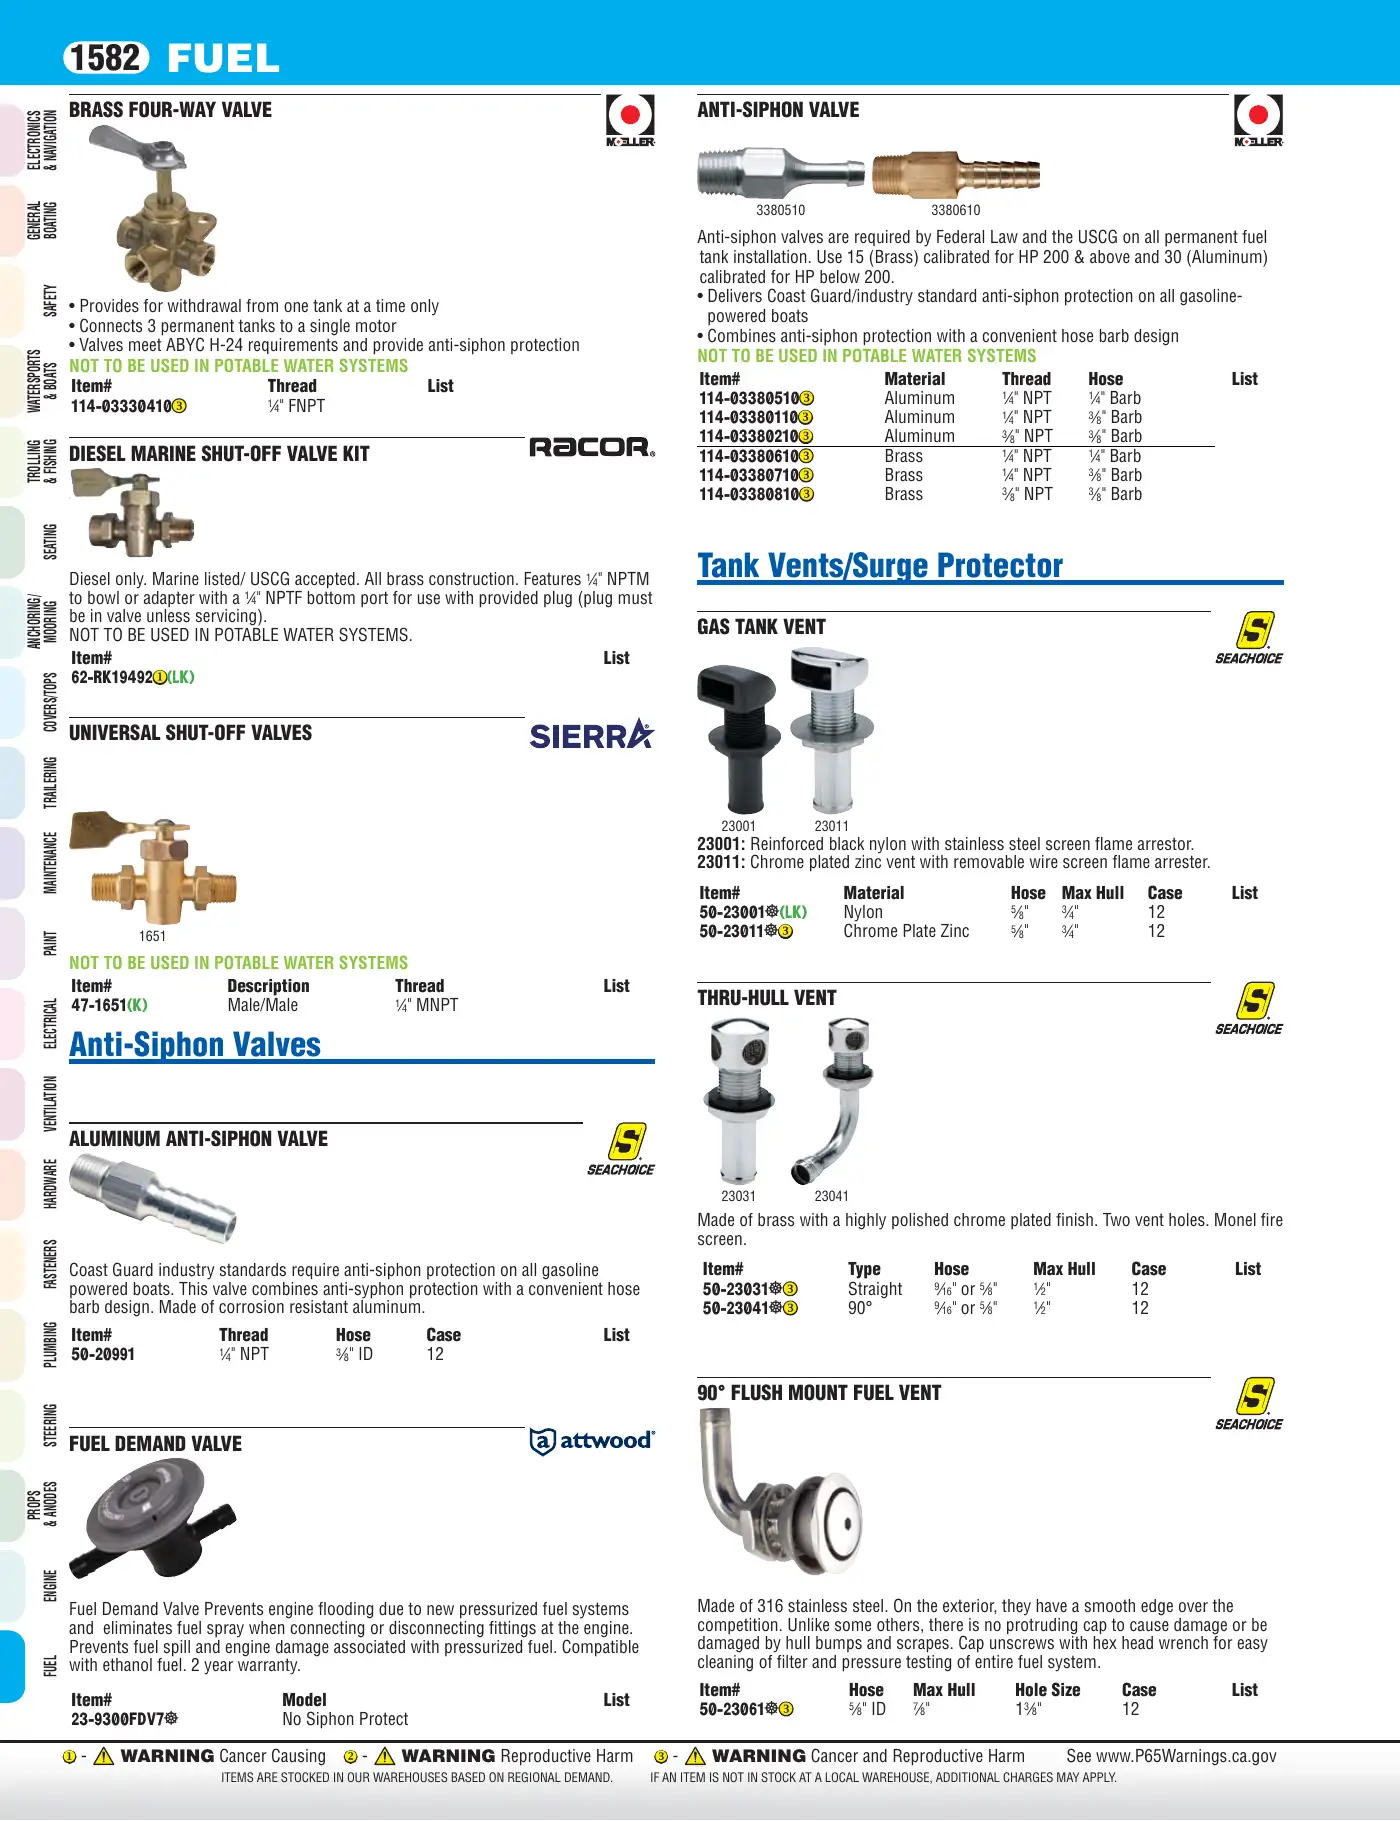 1582 FUEL
ELECTRONICS
& NAVIGATION
GENERAL
BOATING
SAFETY
WATERSPORTS
& BOATS
TROLLING
& FISHING
SEATING
ANCHORING/
MOORING
COVERS/TOPS
TRAILERING
MAINTENANCE
PAINT
ELECTRICAL
VENTILATION
HARDWARE
FASTENERS
PLUMBING
STEERING
PROPS
& ANODES
ENGINE
FUEL
BRASS FOUR-WAY VALVE
MOELLER
• Provides for withdrawal from one tank at a time only
• Connects 3 permanent tanks to a single motor
• Valves meet ABYC H-24 requirements and provide anti-siphon protection
NOT TO BE USED IN POTABLE WATER SYSTEMS
Item# Thread List
114-03330410③ ¼" FNPT
DIESEL MARINE SHUT-OFF VALVE KIT
RACOR®
Diesel only. Marine listed/ USCG accepted. All brass construction. Features ¼" NPTM
to bowl or adapter with a ¼" NPTF bottom port for use with provided plug (plug must
be in valve unless servicing).
NOT TO BE USED IN POTABLE WATER SYSTEMS.
Item# List
62-RK19492①(LK)
UNIVERSAL SHUT-OFF VALVES
SIERRA®
1651
NOT TO BE USED IN POTABLE WATER SYSTEMS
Item# Description Thread List
47-1651(K) Male/Male ¼" MNPT
Anti-Siphon Valves
ALUMINUM ANTI-SIPHON VALVE
S
SEACHOICE
Coast Guard industry standards require anti-siphon protection on all gasoline
powered boats. This valve combines anti-syphon protection with a convenient hose
barb design. Made of corrosion resistant aluminum.
Item# Thread Hose Case List
50-20991 ¼" NPT ⅜" ID 12
FUEL DEMAND VALVE
a attwood®
Fuel Demand Valve Prevents engine flooding due to new pressurized fuel systems
and eliminates fuel spray when connecting or disconnecting fittings at the engine.
Prevents fuel spill and engine damage associated with pressurized fuel. Compatible
with ethanol fuel. 2 year warranty.
Item# Model List
23-9300FDV7☸ No Siphon Protect
ANTI-SIPHON VALVE
MOELLER
3380510 3380610
Anti-siphon valves are required by Federal Law and the USCG on all permanent fuel
tank installation. Use 15 (Brass) calibrated for HP 200 & above and 30 (Aluminum)
calibrated for HP below 200.
• Delivers Coast Guard/industry standard anti-siphon protection on all gasoline-
powered boats
• Combines anti-siphon protection with a convenient hose barb design
NOT TO BE USED IN POTABLE WATER SYSTEMS
Item# Material Thread Hose List
114-03380510③ Aluminum ¼" NPT ¼" Barb
114-03380110③ Aluminum ¼" NPT ⅜" Barb
114-03380210③ Aluminum ⅜" NPT ⅜" Barb
114-03380610③ Brass ¼" NPT ¼" Barb
114-03380710③ Brass ¼" NPT ⅜" Barb
114-03380810③ Brass ⅜" NPT ⅜" Barb
Tank Vents/Surge Protector
GAS TANK VENT
S
SEACHOICE
23001 23011
23001: Reinforced black nylon with stainless steel screen flame arrestor.
23011: Chrome plated zinc vent with removable wire screen flame arrester.
Item# Material Hose Max Hull Case List
50-23001☸(LK) Nylon ⅝" ¾" 12
50-23011☸③ Chrome Plate Zinc ⅝" ¾" 12
THRU-HULL VENT
S
SEACHOICE
23031 23041
Made of brass with a highly polished chrome plated finish. Two vent holes. Monel fire
screen.
Item# Type Hose Max Hull Case List
50-23031☸③ Straight 9⁄16" or ⅝" ½" 12
50-23041☸③ 90° 9⁄16" or ⅝" ½" 12
90° FLUSH MOUNT FUEL VENT
S
SEACHOICE
Made of 316 stainless steel. On the exterior, they have a smooth edge over the
competition. Unlike some others, there is no protruding cap to cause damage or be
damaged by hull bumps and scrapes. Cap unscrews with hex head wrench for easy
cleaning of filter and pressure testing of entire fuel system.
Item# Hose Max Hull Hole Size Case List
50-23061☸③ ⅝" ID ⅞" 1⅜" 12
① - ⚠ WARNING Cancer Causing ② - ⚠ WARNING Reproductive Harm ③ - ⚠ WARNING Cancer and Reproductive Harm See www.P65Warnings.ca.gov
ITEMS ARE STOCKED IN OUR WAREHOUSES BASED ON REGIONAL DEMAND. IF AN ITEM IS NOT IN STOCK AT A LOCAL WAREHOUSE, ADDITIONAL CHARGES MAY APPLY.